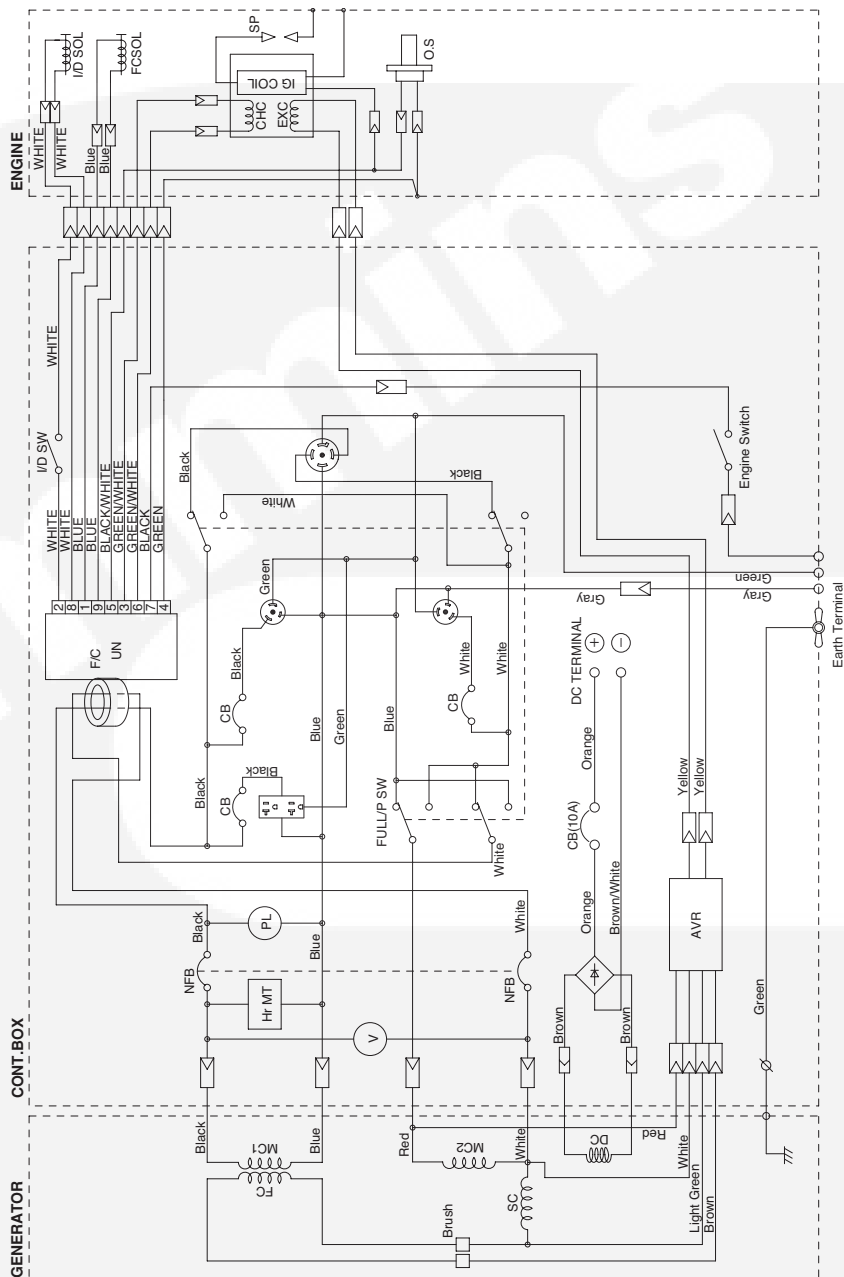 ENGINE
I/D SOL
FCSOL
SP
IG COIL
CHC
EXC
O.S
WHITE
WHITE
Blue
Blue
CONT.BOX
WHITE
I/D SW
WHITE
WHITE
BLUE
BLUE
BLACK/WHITE
GREEN/WHITE
GREEN/WHITE
BLACK
GREEN
2
8
1
9
5
3
6
7
4
F/C
UN
Black
White
Black
Green
Black
CB
Blue
Green
Black
CB
Black
Blue
White
White
CB
FULL/P SW
White
Gray
Gray
Green
Engine Switch
Earth Terminal
DC TERMINAL
+
−
Orange
CB(10A)
Orange
Brown/White
Yellow
Yellow
AVR
Green
Black
PL
Blue
White
NFB
NFB
Hr MT
V
Brown
Brown
GENERATOR
Black
MC1
FC
Blue
Red
MC2
White
SC
DC
Red
White
Light Green
Brown
Brush
mmins